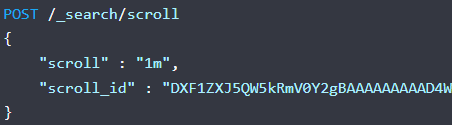 POST /_search/scroll
{
    "scroll" : "1m",
    "scroll_id" : "DXF1ZXJ5QW5kRmV0Y2gBAAAAAAAAAD4W
}